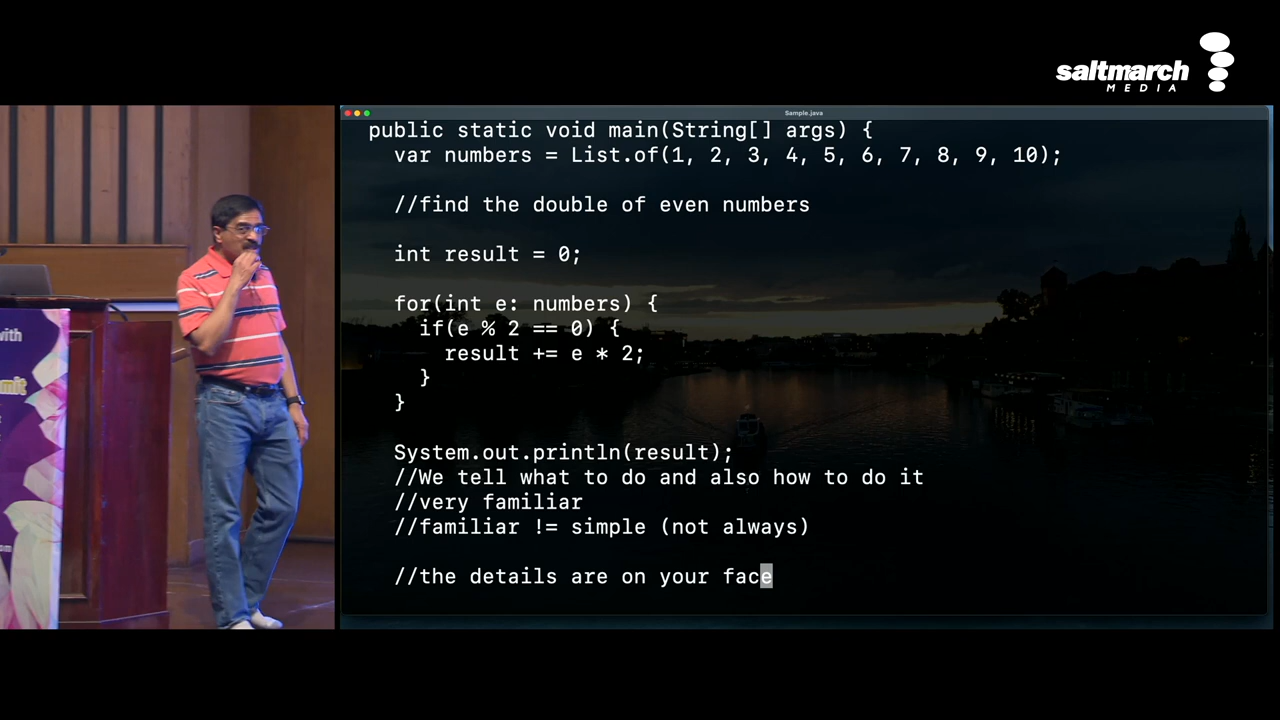 saltmarch
MEDIA
Sample.java
public static void main(String[] args) {
var numbers = List.of(1, 2, 3, 4, 5, 6, 7, 8, 9, 10);
//find the double of even numbers
int result = 0;
for(int e: numbers) {
if(e % 2 == 0) {
result += e * 2;
}
}
System.out.println(result);
//We tell what to do and also how to do it
//very familiar
//familiar != simple (not always)
//the details are on your face
with
mit
om